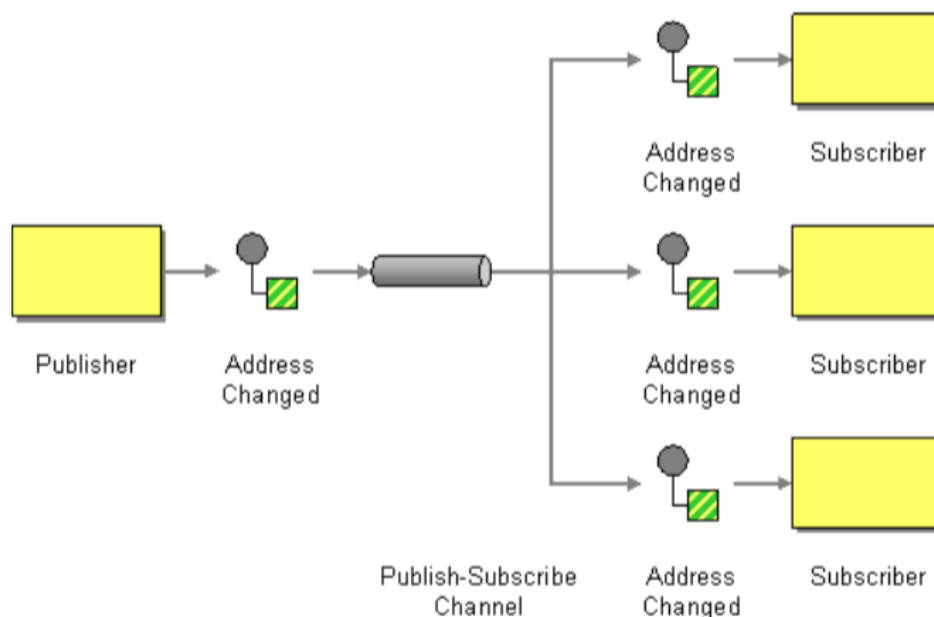 Address
Changed
Subscriber
Publisher
Address
Changed
Address
Changed
Subscriber
Publish-Subscribe
Channel
Address
Changed
Subscriber